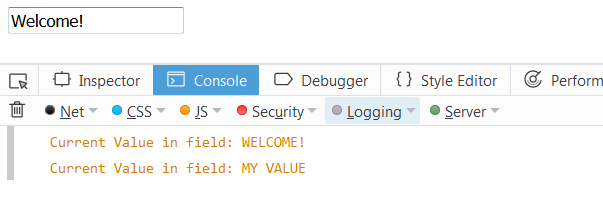 Welcome!
Inspector Console Debugger { } Style Editor Perform
Net CSS JS Security Logging Server
Current Value in field: WELCOME!
Current Value in field: MY VALUE